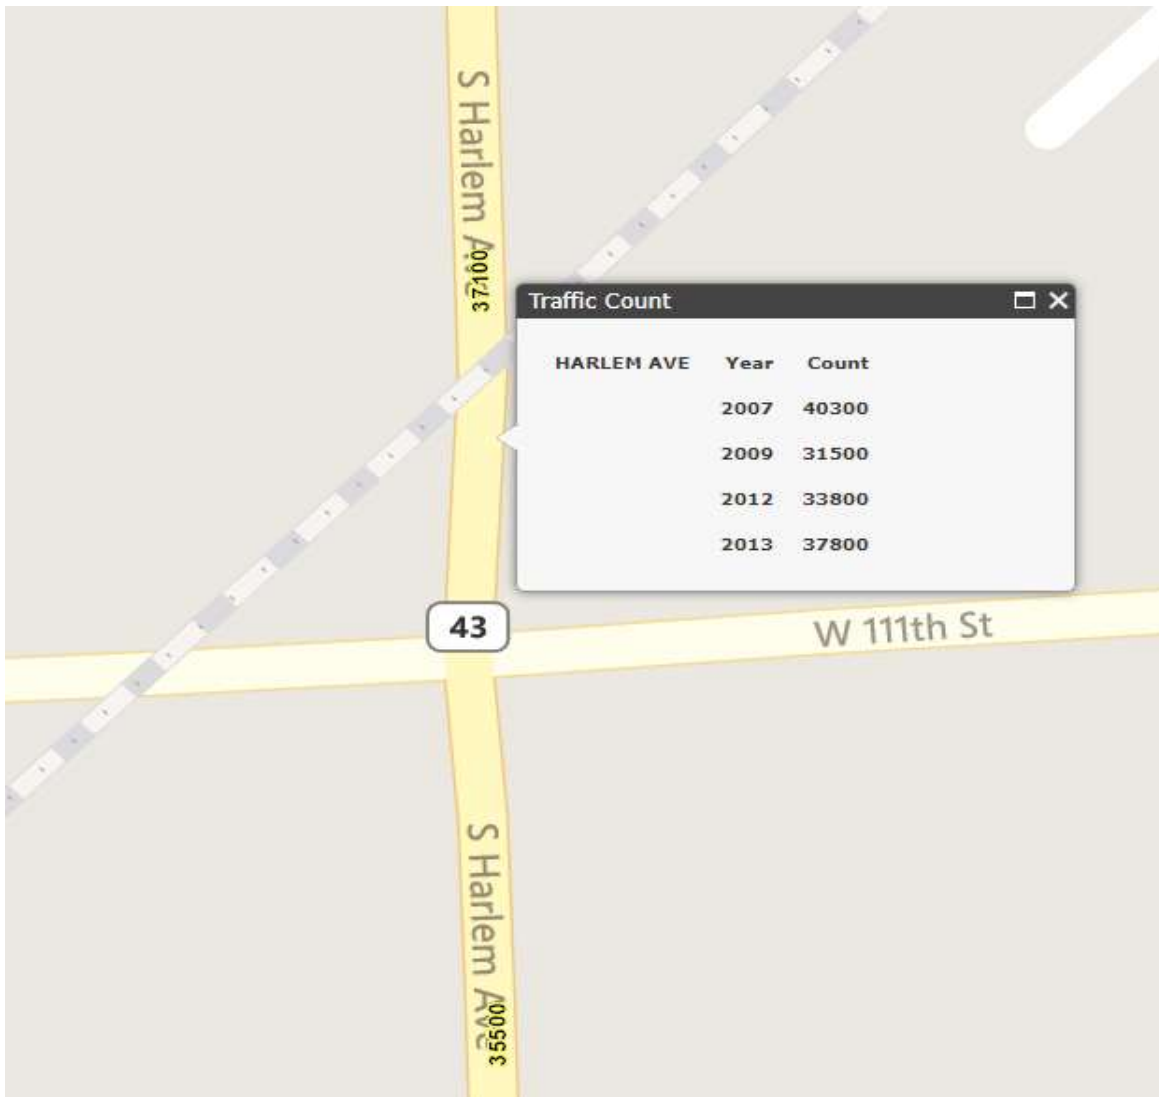 S Harlem Ave
37100
Traffic Count
HARLEM AVE Year Count
2007 40300
2009 31500
2012 33800
2013 37800
43
W 111th St
S Harlem Ave
35500